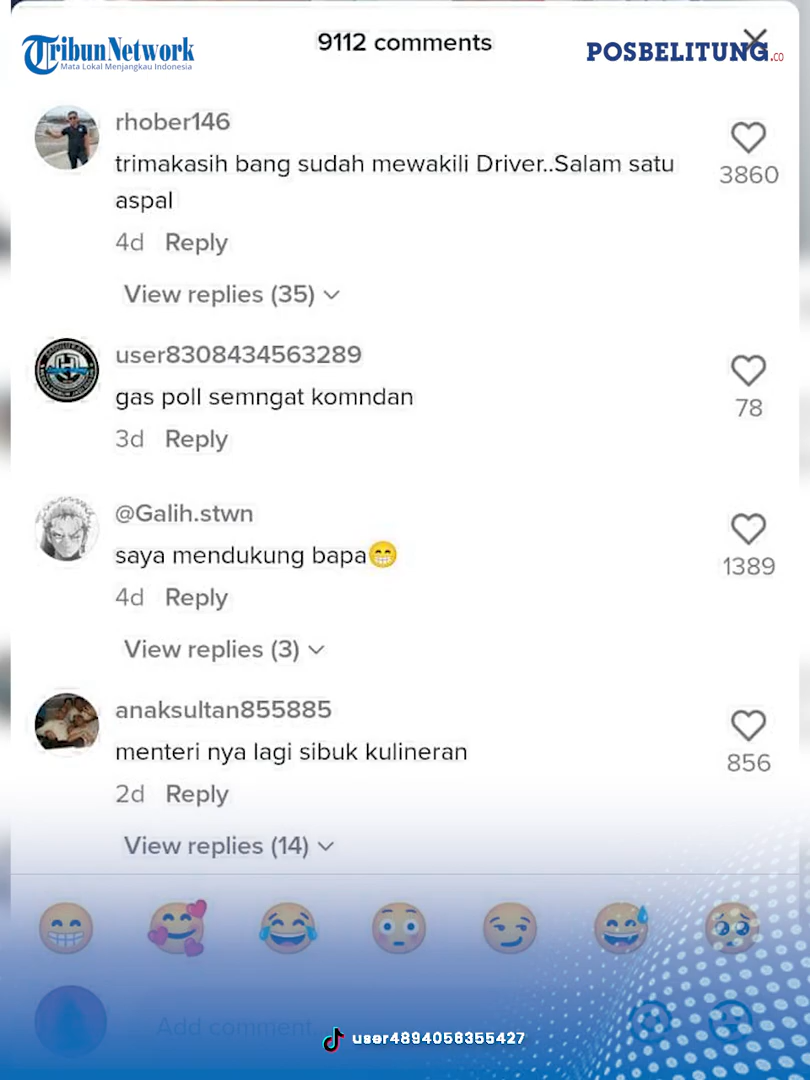 TribunNetwork
Mata Lokal Menjangkau Indonesia
9112 comments
POSBELITUNG.CO
rhober146
trimakasih bang sudah mewakili Driver..Salam satu
aspal
3860
4d Reply
View replies (35)
user8308434563289
gas poll semngat komndan
78
3d Reply
@Galih.stwn
saya mendukung bapa😁
1389
4d Reply
View replies (3)
anaksultan855885
menteri nya lagi sibuk kulineran
856
2d Reply
View replies (14)
Add comment...
user4894058355427